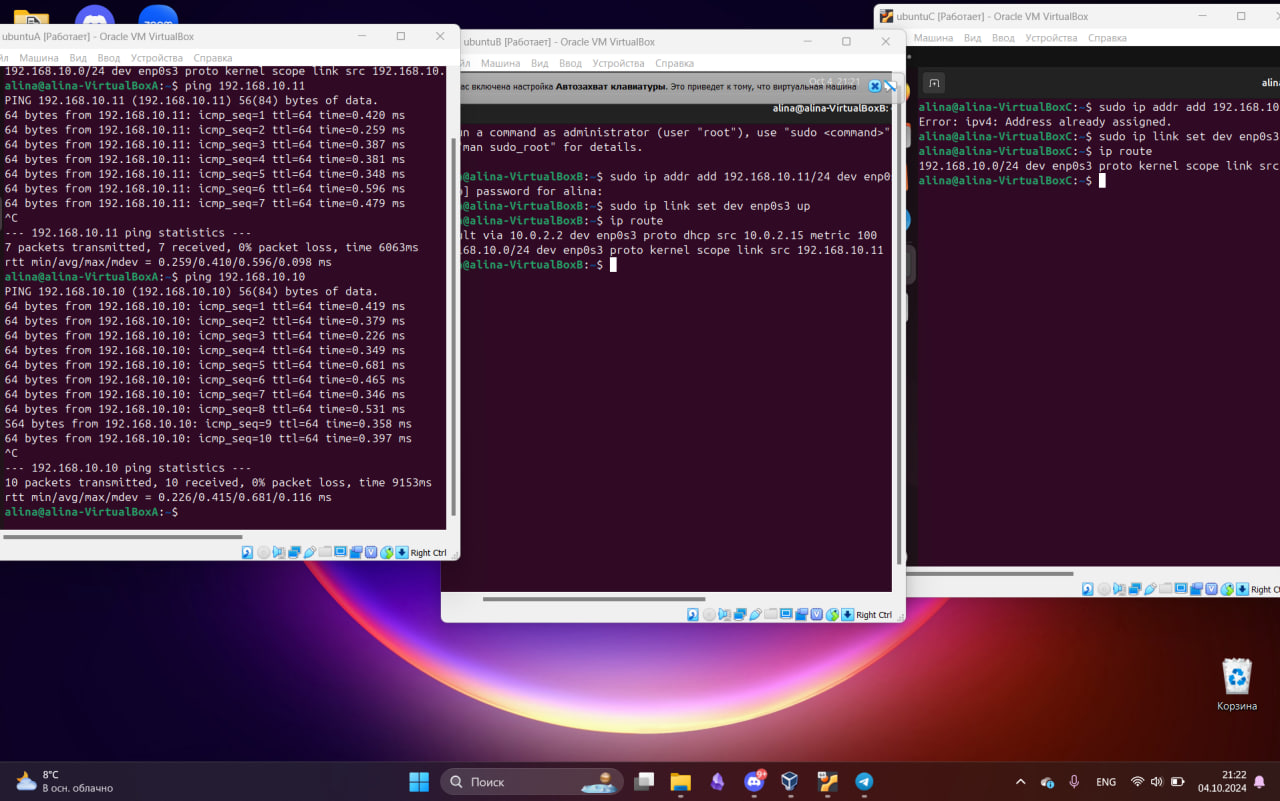 zoom
ubuntuA [Работает] - Oracle VM VirtualBox
Машина Вид Ввод Устройства Справка
192.168.10.0/24 dev enp0s3 proto kernel scope link src 192.168.10.
alina@alina-VirtualBoxA:~$ ping 192.168.10.11
PING 192.168.10.11 (192.168.10.11) 56(84) bytes of data.
64 bytes from 192.168.10.11: icmp_seq=1 ttl=64 time=0.420 ms
64 bytes from 192.168.10.11: icmp_seq=2 ttl=64 time=0.259 ms
64 bytes from 192.168.10.11: icmp_seq=3 ttl=64 time=0.387 ms
64 bytes from 192.168.10.11: icmp_seq=4 ttl=64 time=0.381 ms
64 bytes from 192.168.10.11: icmp_seq=5 ttl=64 time=0.348 ms
64 bytes from 192.168.10.11: icmp_seq=6 ttl=64 time=0.596 ms
64 bytes from 192.168.10.11: icmp_seq=7 ttl=64 time=0.479 ms
^C
--- 192.168.10.11 ping statistics ---
7 packets transmitted, 7 received, 0% packet loss, time 6063ms
rtt min/avg/max/mdev = 0.259/0.410/0.596/0.098 ms
alina@alina-VirtualBoxA:~$ ping 192.168.10.10
PING 192.168.10.10 (192.168.10.10) 56(84) bytes of data.
64 bytes from 192.168.10.10: icmp_seq=1 ttl=64 time=0.419 ms
64 bytes from 192.168.10.10: icmp_seq=2 ttl=64 time=0.379 ms
64 bytes from 192.168.10.10: icmp_seq=3 ttl=64 time=0.226 ms
64 bytes from 192.168.10.10: icmp_seq=4 ttl=64 time=0.349 ms
64 bytes from 192.168.10.10: icmp_seq=5 ttl=64 time=0.681 ms
64 bytes from 192.168.10.10: icmp_seq=6 ttl=64 time=0.465 ms
64 bytes from 192.168.10.10: icmp_seq=7 ttl=64 time=0.346 ms
64 bytes from 192.168.10.10: icmp_seq=8 ttl=64 time=0.531 ms
S64 bytes from 192.168.10.10: icmp_seq=9 ttl=64 time=0.358 ms
64 bytes from 192.168.10.10: icmp_seq=10 ttl=64 time=0.397 ms
^C
--- 192.168.10.10 ping statistics ---
10 packets transmitted, 10 received, 0% packet loss, time 9153ms
rtt min/avg/max/mdev = 0.226/0.415/0.681/0.116 ms
alina@alina-VirtualBoxA:~$
Right Ctrl
ubuntuB [Работает] - Oracle VM VirtualBox
Машина Вид Ввод Устройства Справка
Oct 4 21:21
ас включена настройка Автозахват клавиатуры. Это приведет к тому, что виртуальная машина
alina@alina-VirtualBoxB:
un a command as administrator (user "root"), use "sudo <command>"
"man sudo_root" for details.
@alina-VirtualBoxB:~$ sudo ip addr add 192.168.10.11/24 dev enp0
] password for alina:
@alina-VirtualBoxB:~$ sudo ip link set dev enp0s3 up
@alina-VirtualBoxB:~$ ip route
ult via 10.0.2.2 dev enp0s3 proto dhcp src 10.0.2.15 metric 100
68.10.0/24 dev enp0s3 proto kernel scope link src 192.168.10.11
@alina-VirtualBoxB:~$
Right Ctrl
ubuntuC [Работает] - Oracle VM VirtualBox
Машина Вид Ввод Устройства Справка
alin
alina@alina-VirtualBoxC:~$ sudo ip addr add 192.168.10
Error: ipv4: Address already assigned.
alina@alina-VirtualBoxC:~$ sudo ip link set dev enp0s3
alina@alina-VirtualBoxC:~$ ip route
192.168.10.0/24 dev enp0s3 proto kernel scope link src
alina@alina-VirtualBoxC:~$
Right Ct
Корзина
8°C
В осн. облачно
Поиск
9+
ENG
21:22
04.10.2024